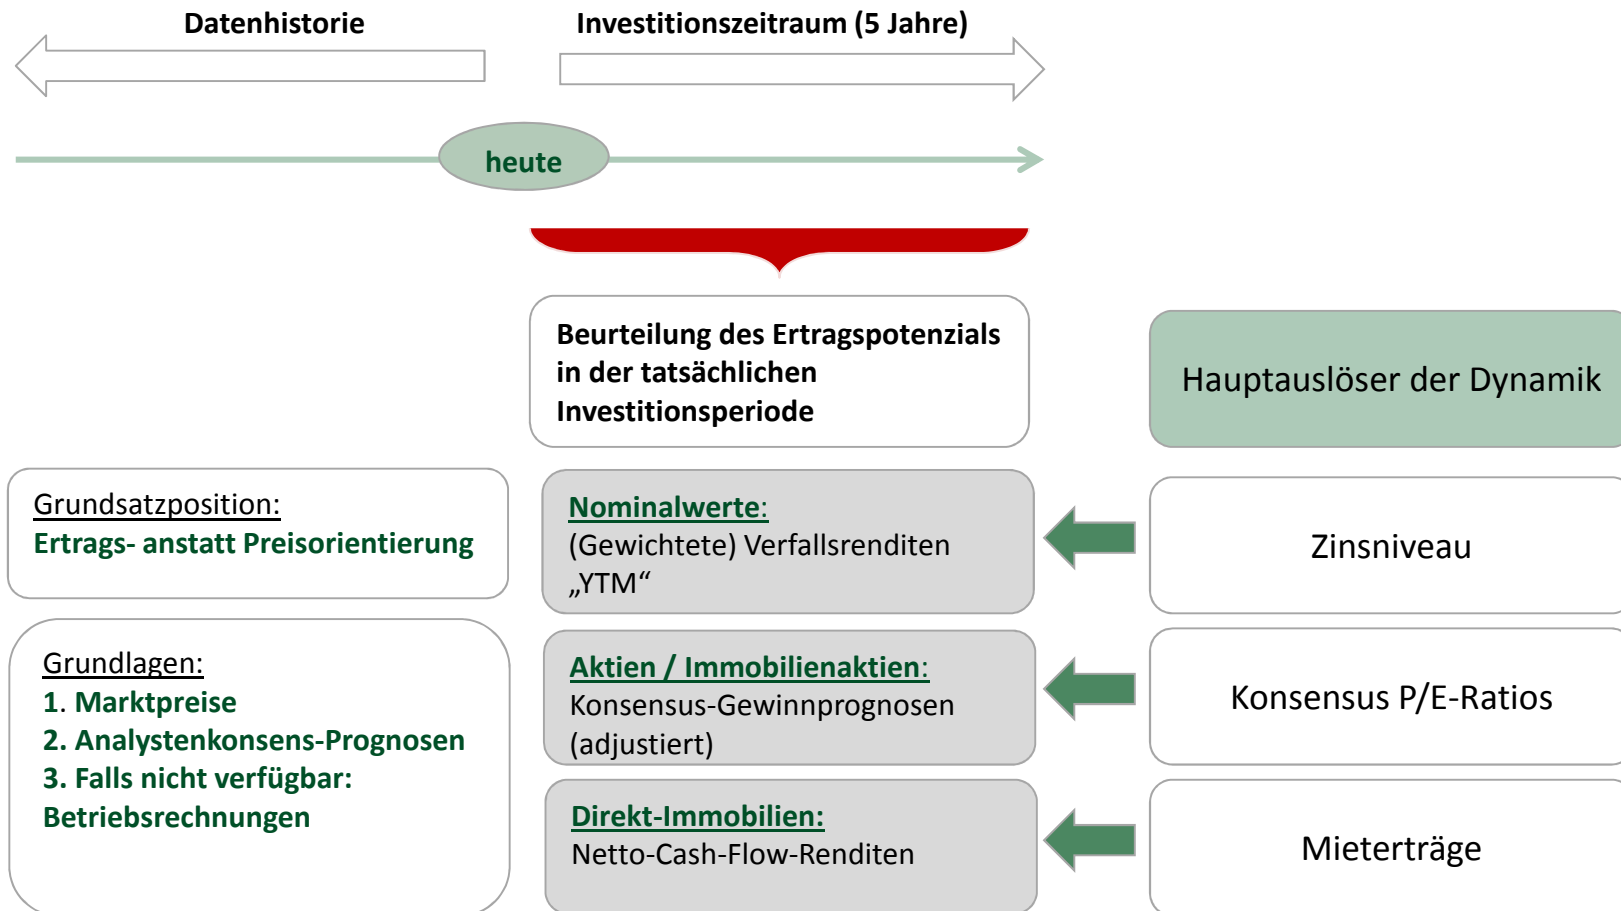 Datenhistorie
Investitionszeitraum (5 Jahre)
heute
Beurteilung des Ertragspotenzials
in der tatsächlichen
Investitionsperiode
Hauptauslöser der Dynamik
Grundsatzposition:
Ertrags- anstatt Preisorientierung
Nominalwerte:
(Gewichtete) Verfallsrenditen
„YTM“
Zinsniveau
Grundlagen:
1. Marktpreise
2. Analystenkonsens-Prognosen
3. Falls nicht verfügbar:
Betriebsrechnungen
Aktien / Immobilienaktien:
Konsensus-Gewinnprognosen
(adjustiert)
Konsensus P/E-Ratios
Direkt-Immobilien:
Netto-Cash-Flow-Renditen
Mieterträge